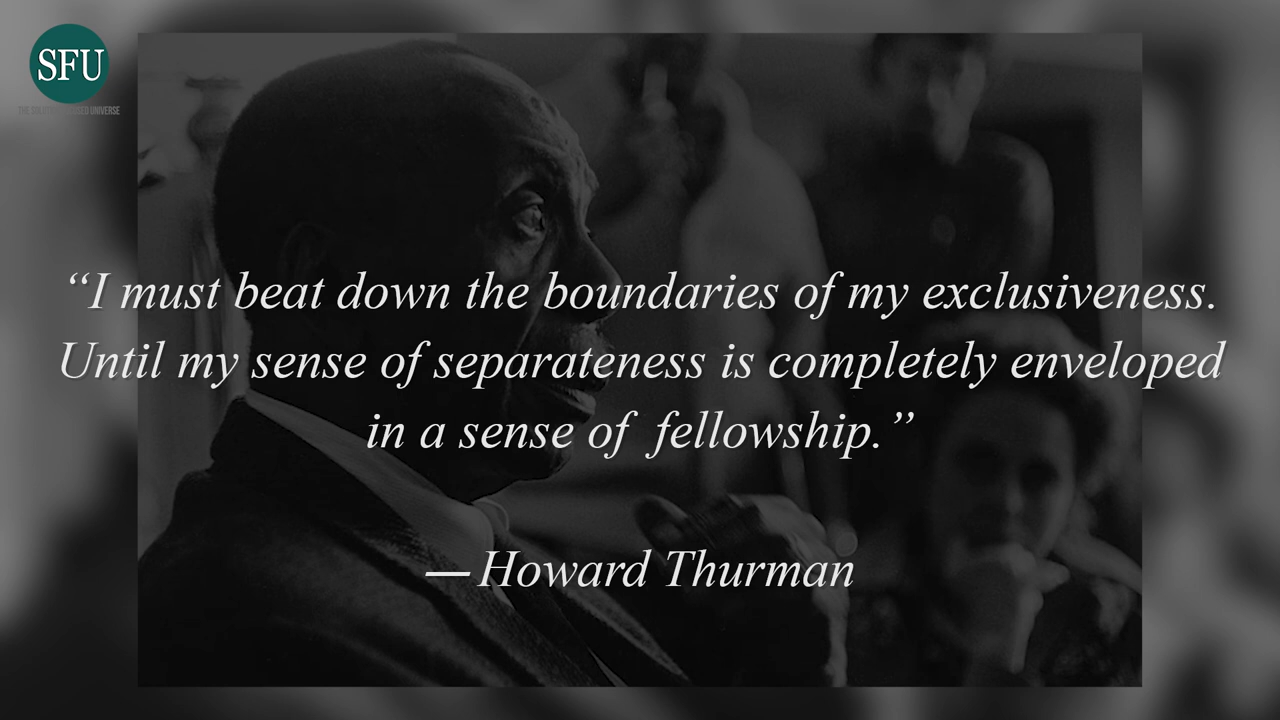 SFU
“I must beat down the boundaries of my exclusiveness.
Until my sense of separateness is completely enveloped
in a sense of fellowship.”
— Howard Thurman